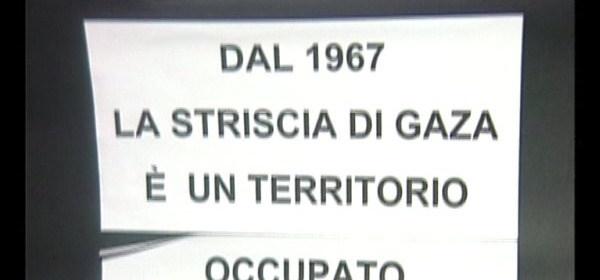 DAL 1967
LA STRISCIA DI GAZA
È UN TERRITORIO
OCCUPATO